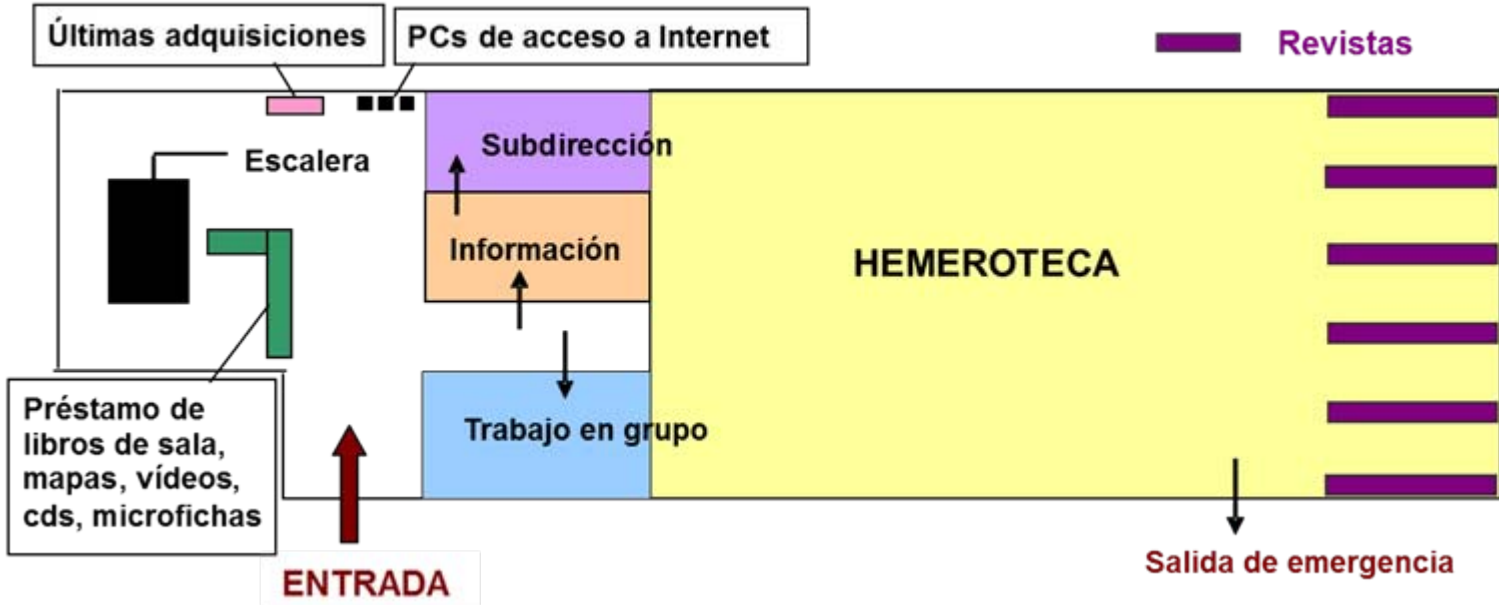 Últimas adquisiciones
PCs de acceso a Internet
Revistas
Escalera
Subdirección
Información
HEMEROTECA
Trabajo en grupo
Préstamo de
libros de sala,
mapas, vídeos,
cds, microfichas
ENTRADA
Salida de emergencia